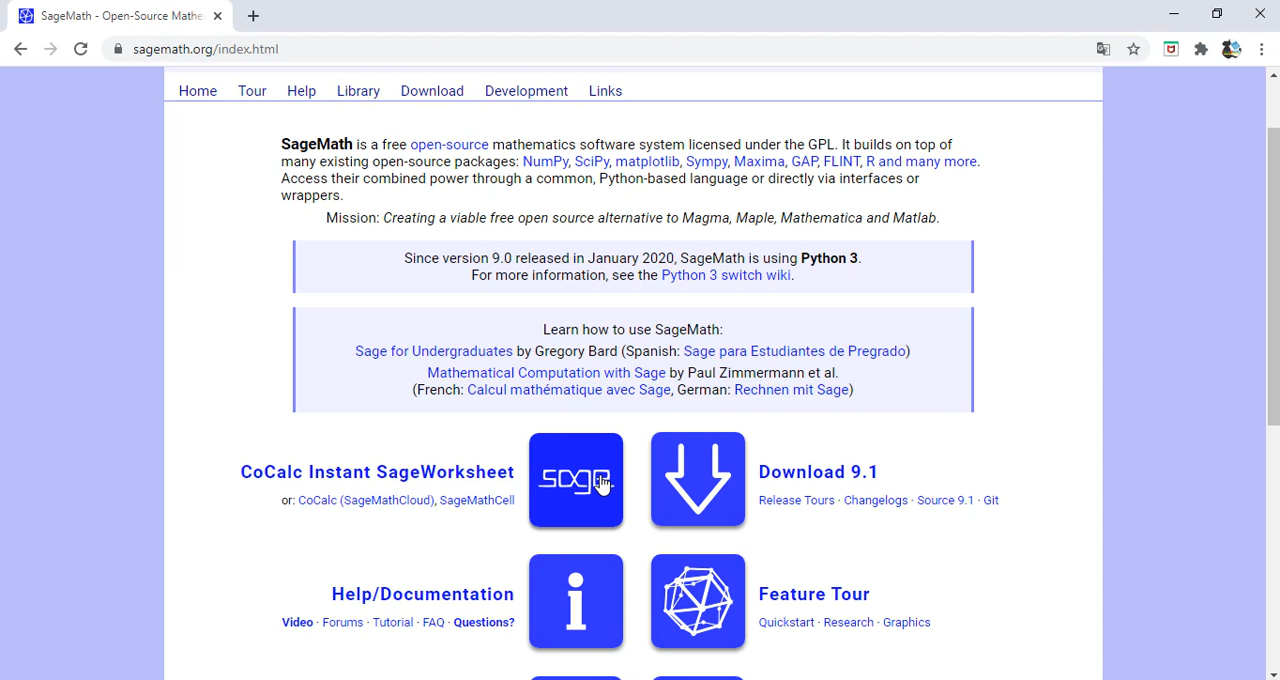 SageMath - Open-Source Mathe
sagemath.org/index.html
Home Tour Help Library Download Development Links
SageMath is a free open-source mathematics software system licensed under the GPL. It builds on top of
many existing open-source packages: NumPy, SciPy, matplotlib, Sympy, Maxima, GAP, FLINT, R and many more.
Access their combined power through a common, Python-based language or directly via interfaces or
wrappers.
Mission: Creating a viable free open source alternative to Magma, Maple, Mathematica and Matlab.
Since version 9.0 released in January 2020, SageMath is using Python 3.
For more information, see the Python 3 switch wiki.
Learn how to use SageMath:
Sage for Undergraduates by Gregory Bard (Spanish: Sage para Estudiantes de Pregrado)
Mathematical Computation with Sage by Paul Zimmermann et al.
(French: Calcul mathématique avec Sage, German: Rechnen mit Sage)
CoCalc Instant SageWorksheet
or: CoCalc (SageMathCloud), SageMathCell
sage
Download 9.1
Release Tours · Changelogs · Source 9.1 · Git
Help/Documentation
Video · Forums · Tutorial · FAQ · Questions?
Feature Tour
Quickstart · Research · Graphics